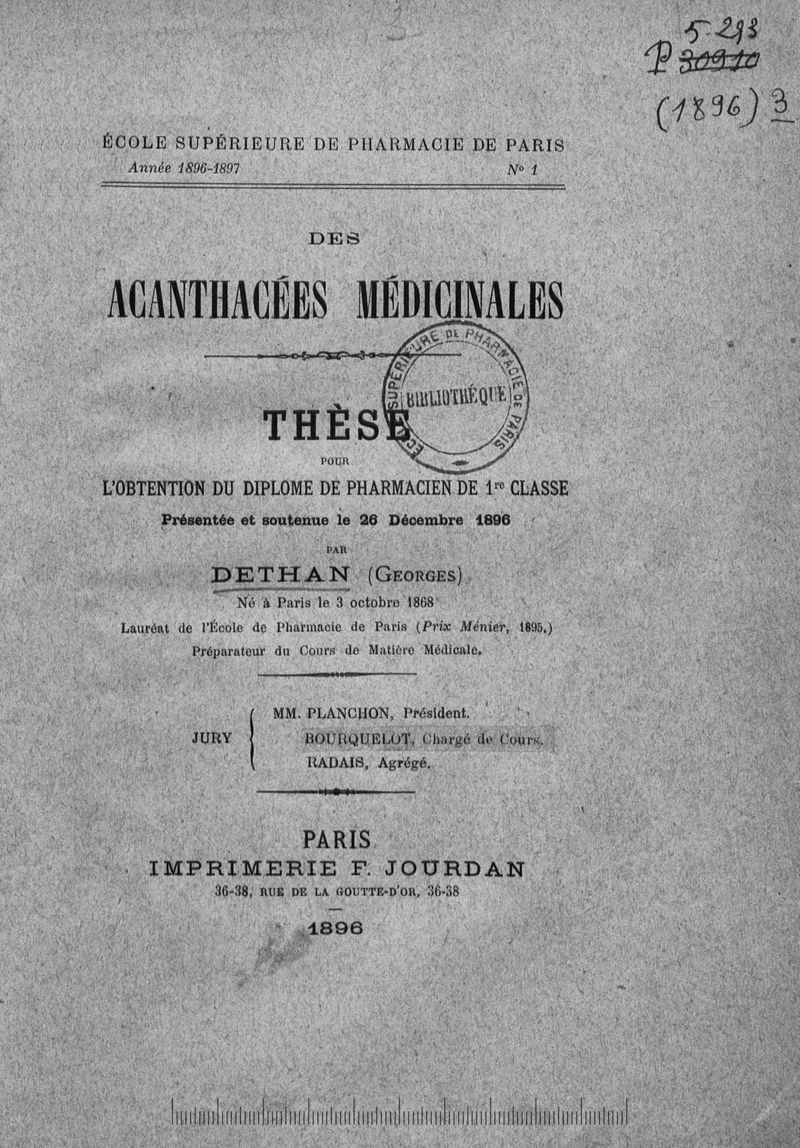 3
5.293
P 30910
(1896) 3
ÉCOLE SUPÉRIEURE DE PHARMACIE DE PARIS
Année 1896-1897 Nº 1
DES
ACANTHACÉES MÉDICINALES
ÉCOLE SUPÉRIEURE DE PHARMACIE DE PARIS
BIBLIOTHÉQUE
THÈSE
POUR
L'OBTENTION DU DIPLOME DE PHARMACIEN DE 1re CLASSE
Présentée et soutenue le 26 Décembre 1896
PAR
DETHAN (GEORGES)
Né à Paris le 3 octobre 1868
Lauréat de l'École de Pharmacie de Paris (Prix Ménier, 1895.)
Préparateur du Cours de Matière Médicale.
MM. PLANCHON, Président.
JURY { BOURQUELOT, Chargé de Cours.
RADAIS, Agrégé.
PARIS
IMPRIMERIE F. JOURDAN
36-38, RUE DE LA GOUTTE-D'OR, 36-38
1896